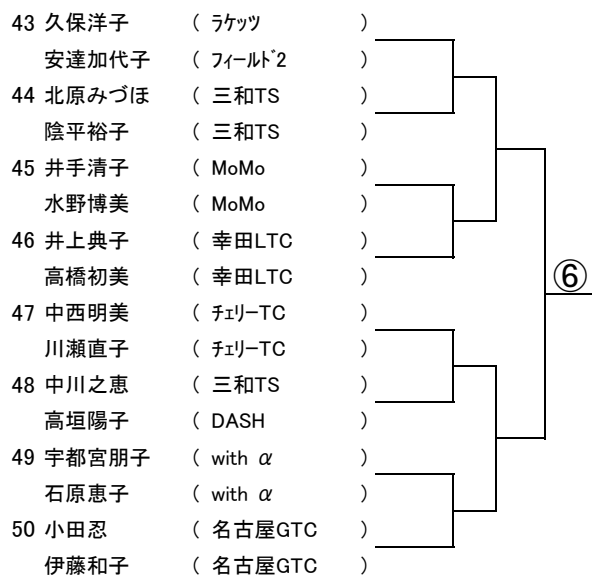 43 久保洋子 ( ラケッツ )
安達加代子 ( フィールド2 )
44 北原みづほ ( 三和TS )
陰平裕子 ( 三和TS )
45 井手清子 ( MoMo )
水野博美 ( MoMo )
46 井上典子 ( 幸田LTC )
高橋初美 ( 幸田LTC )
⑥
47 中西明美 ( チェリーTC )
川瀬直子 ( チェリーTC )
48 中川之恵 ( 三和TS )
高垣陽子 ( DASH )
49 宇都宮朋子 ( with α )
石原恵子 ( with α )
50 小田忍 ( 名古屋GTC )
伊藤和子 ( 名古屋GTC )